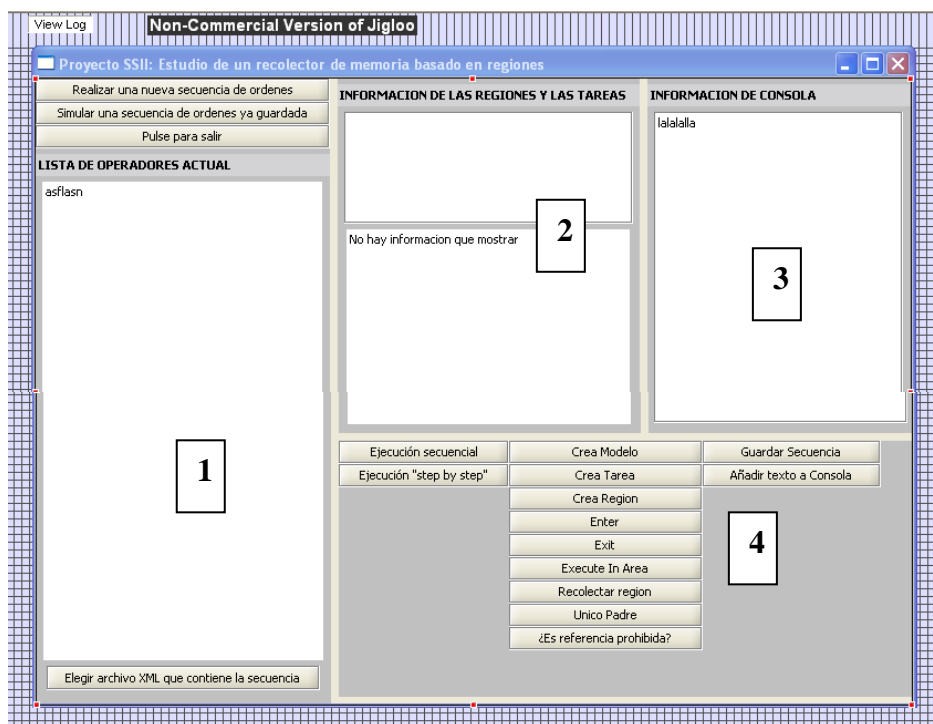 View Log
Non-Commercial Version of Jigloo
Proyecto SSII: Estudio de un recolector de memoria basado en regiones
Realizar una nueva secuencia de ordenes
Simular una secuencia de ordenes ya guardada
Pulse para salir
LISTA DE OPERADORES ACTUAL
asflasn
1
Elegir archivo XML que contiene la secuencia
INFORMACION DE LAS REGIONES Y LAS TAREAS
2
No hay informacion que mostrar
INFORMACION DE CONSOLA
lalalalla
3
Ejecución secuencial
Ejecución "step by step"
Crea Modelo
Crea Tarea
Crea Region
Enter
Exit
Execute In Area
Recolectar region
Unico Padre
¿Es referencia prohibida?
Guardar Secuencia
Añadir texto a Consola
4